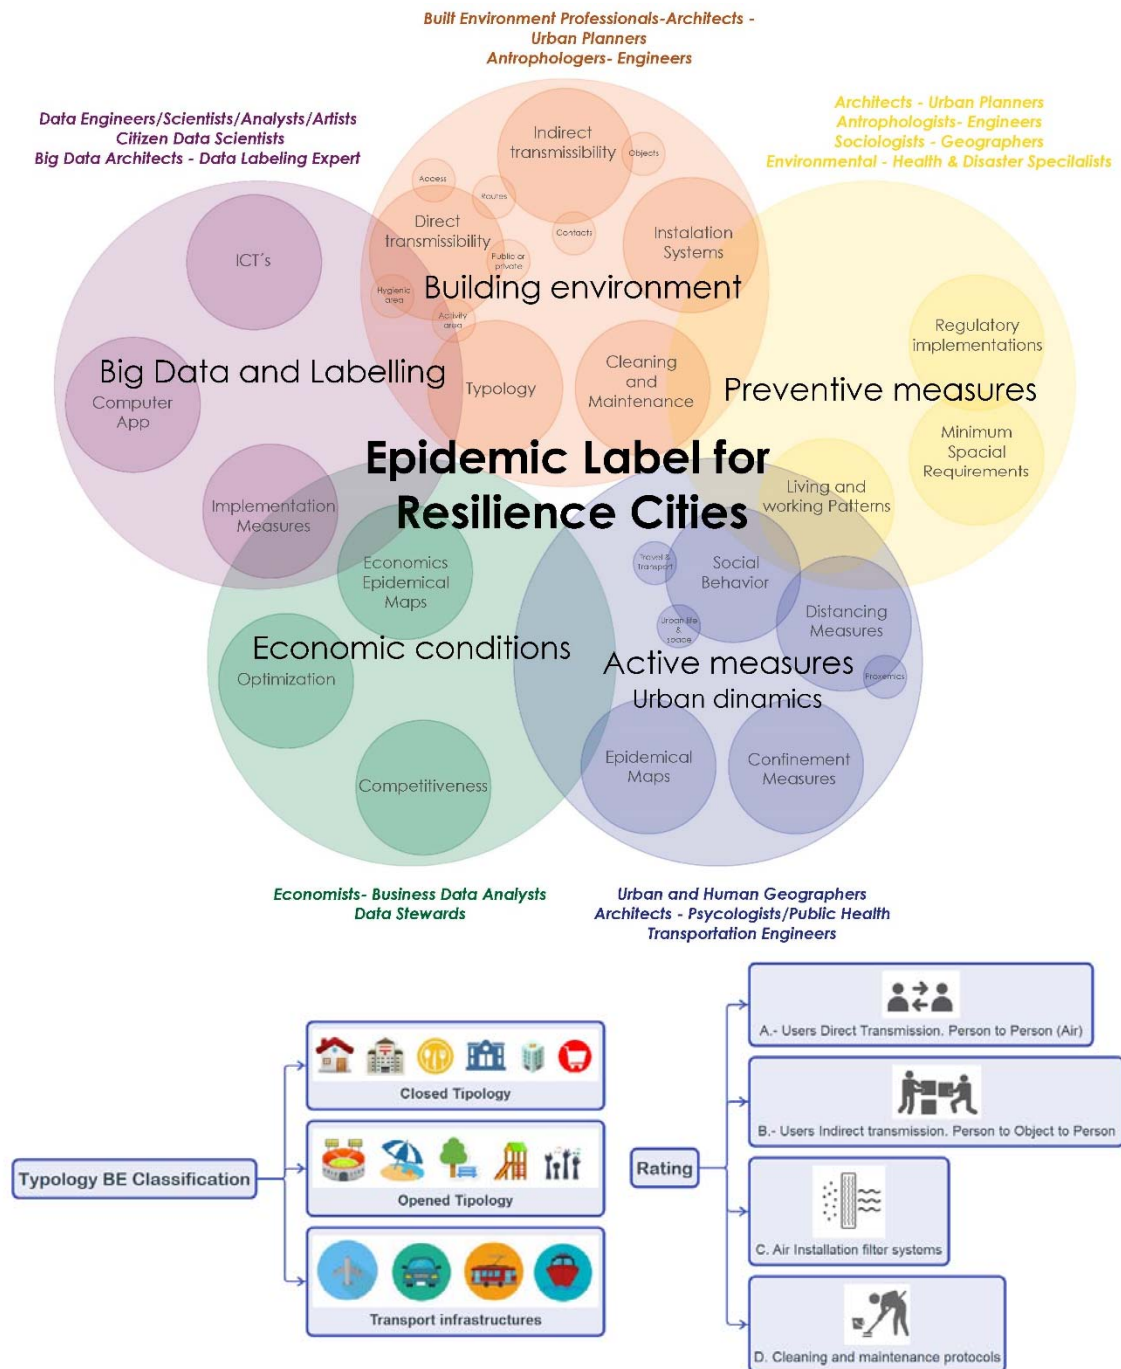 Built Environment Professionals-Architects -
Urban Planners
Antrophologers- Engineers
Data Engineers/Scientists/Analysts/Artists
Citizen Data Scientists
Big Data Architects - Data Labeling Expert
Architects - Urban Planners
Antrophologists- Engineers
Sociologists - Geographers
Environmental - Health & Disaster Specilalists
Indirect
transmissibility
Objects
Access
Routes
Direct
transmissibility
Contacts
Instalation
Systems
Public or
private
Hygienic
area
Activity
area
Building environment
Typology
Cleaning
and
Maintenance
ICT´s
Big Data and Labelling
Computer
App
Implementation
Measures
Regulatory
implementations
Preventive measures
Minimum
Spacial
Requirements
Living and
working Patterns
Epidemic Label for
Resilience Cities
Economics
Epidemical
Maps
Economic conditions
Optimization
Competitiveness
Travel &
Transport
Social
Behavior
Urban life
&
space
Distancing
Measures
Proxemics
Active measures
Urban dinamics
Epidemical
Maps
Confinement
Measures
Economists- Business Data Analysts
Data Stewards
Urban and Human Geographers
Architects - Psycologists/Public Health
Transportation Engineers
Typology BE Classification
Closed Tipology
Opened Tipology
Transport infrastructures
Rating
A.- Users Direct Transmission. Person to Person (Air)
B.- Users Indirect transmission. Person to Object to Person
C. Air Installation filter systems
D. Cleaning and maintenance protocols